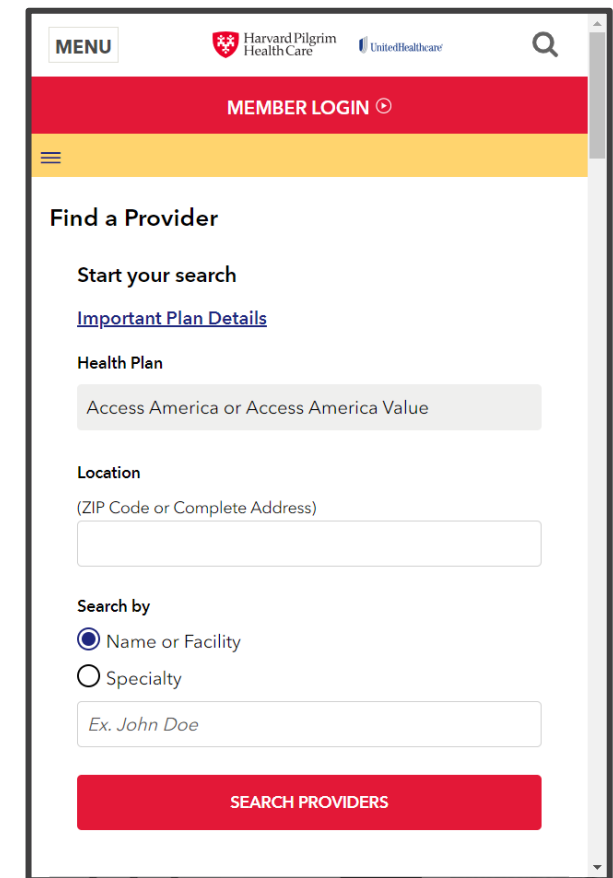 MENU
Harvard Pilgrim
HealthCare
UnitedHealthcare
MEMBER LOGIN
Find a Provider
Start your search
Important Plan Details
Health Plan
Access America or Access America Value
Location
(ZIP Code or Complete Address)
Search by
Name or Facility
Specialty
Ex. John Doe
SEARCH PROVIDERS